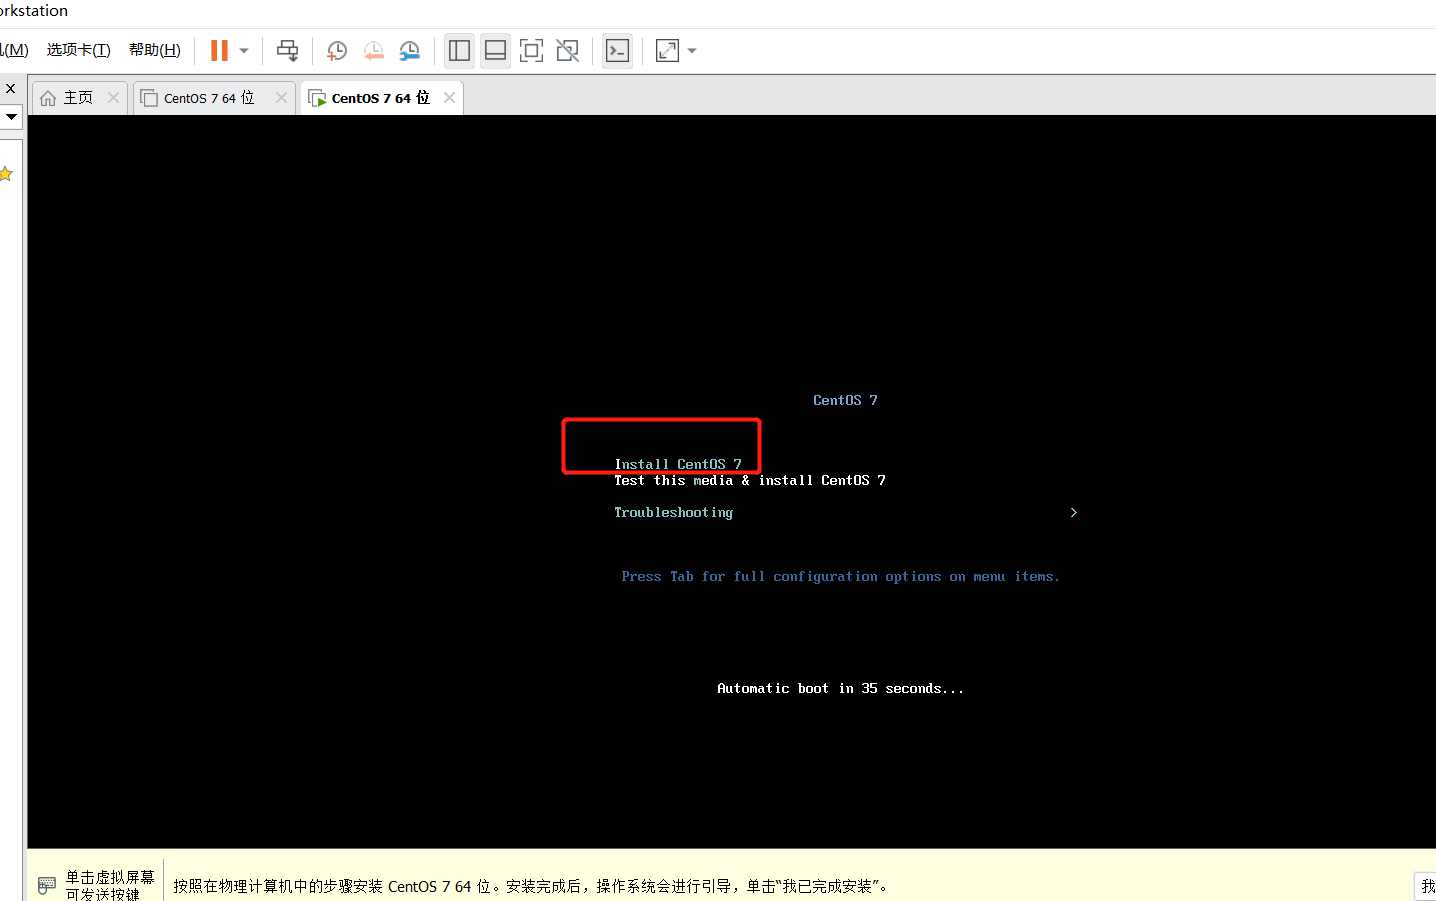 orkstation
(M) 选项卡(T) 帮助(H)
主页 CentOS 7 64 位 CentOS 7 64 位
CentOS 7
Install CentOS 7
Test this media & install CentOS 7
Troubleshooting >
Press Tab for full configuration options on menu items.
Automatic boot in 35 seconds...
单击虚拟屏幕
可发送按键
按照在物理计算机中的步骤安装 CentOS 7 64 位。安装完成后，操作系统会进行引导，单击“我已完成安装”。
我